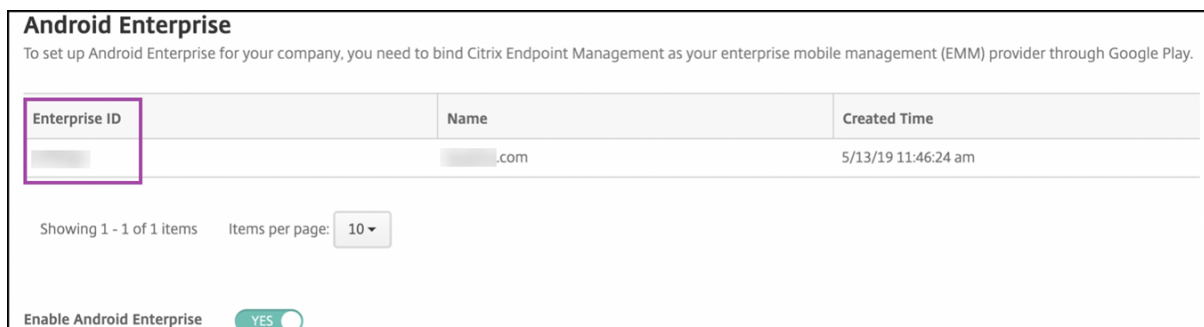 Android Enterprise
To set up Android Enterprise for your company, you need to bind Citrix Endpoint Management as your enterprise mobile management (EMM) provider through Google Play.
Enterprise ID Name Created Time
.com 5/13/19 11:46:24 am
Showing 1 - 1 of 1 items Items per page: 10
Enable Android Enterprise YES